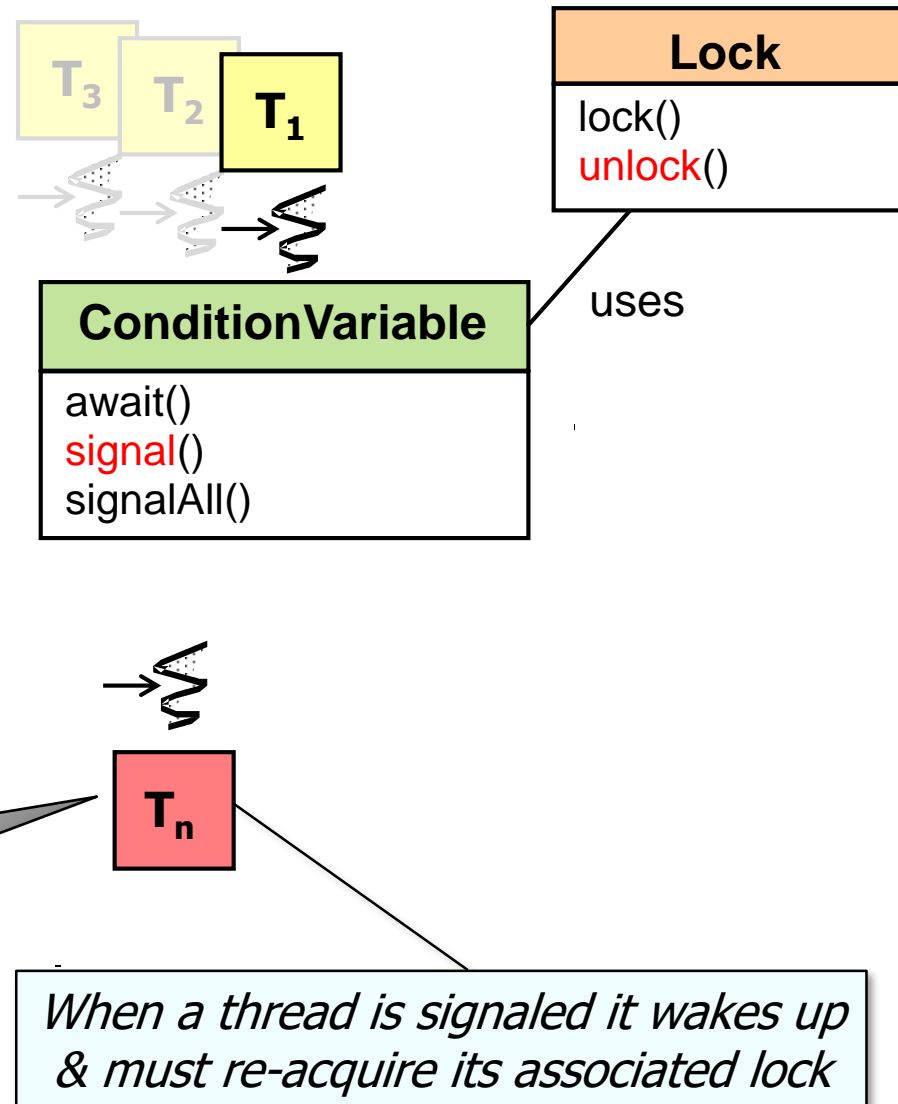 T3
T2
T1
Lock
lock()
unlock()
uses
ConditionVariable
await()
signal()
signalAll()
Tn
When a thread is signaled it wakes up
& must re-acquire its associated lock